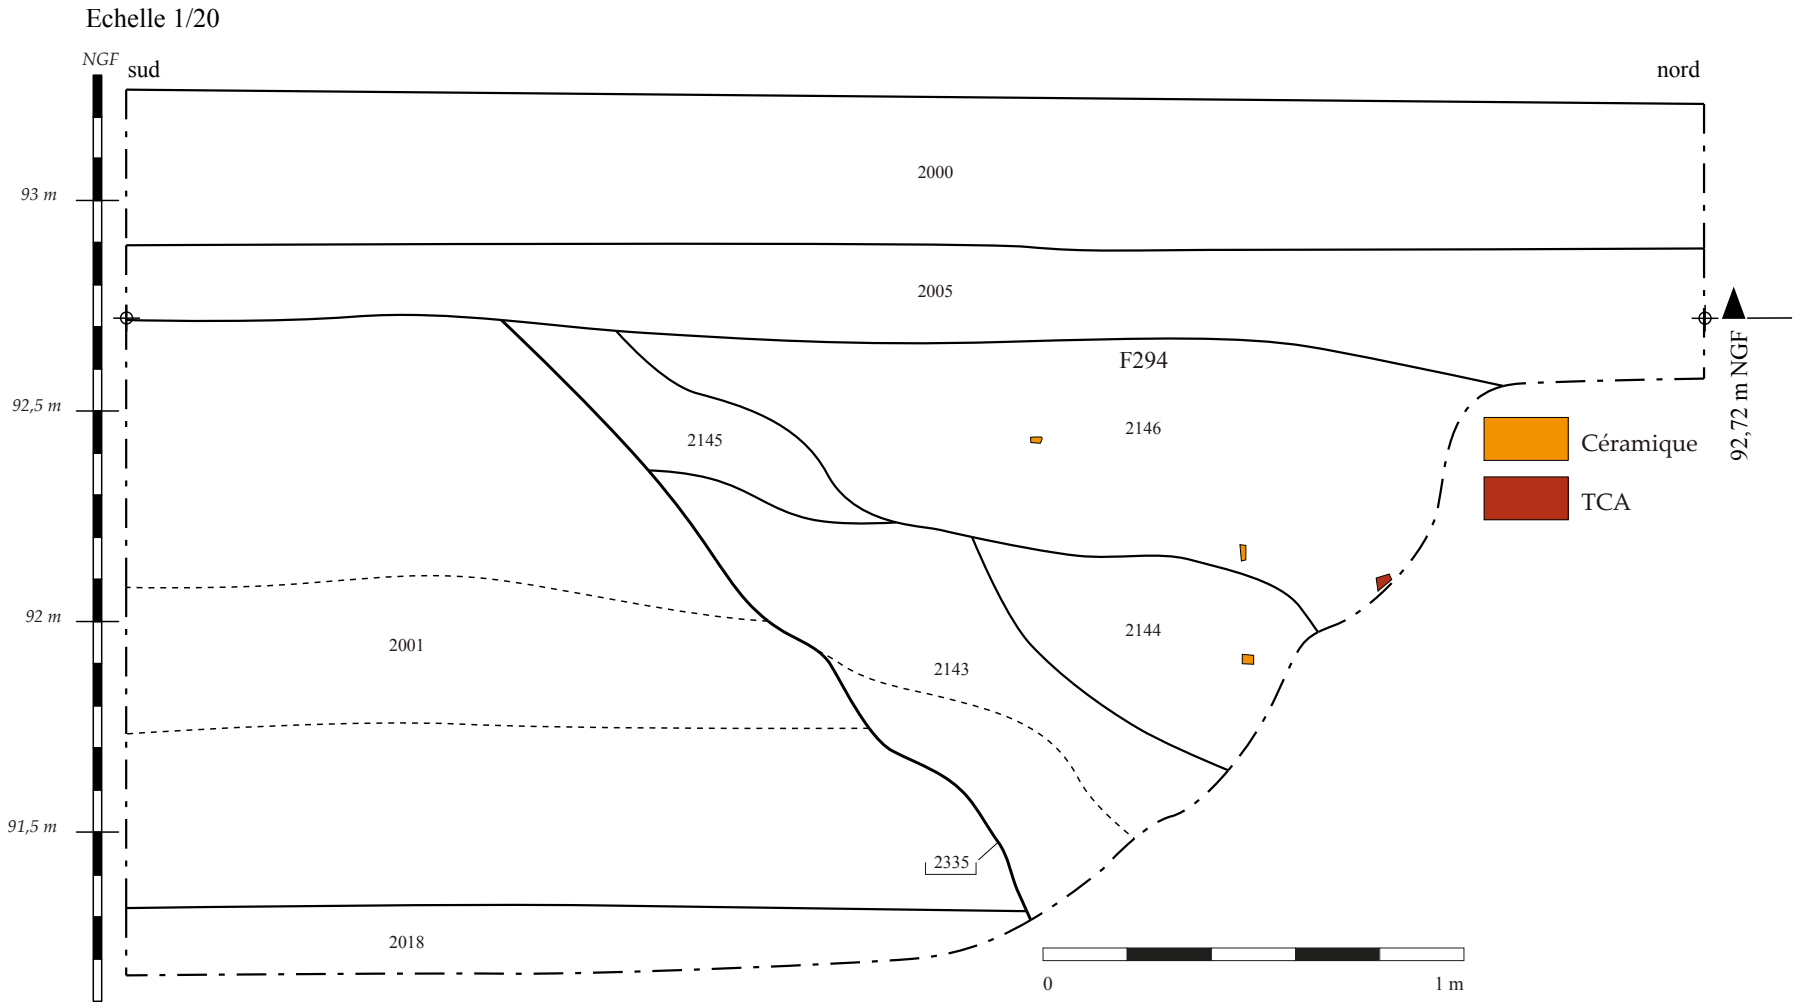 Echelle 1/20
NGF
sud
nord
2000
93 m
2005
F294
92,72 m NGF
92,5 m
2146
2145
Céramique
TCA
92 m
2144
2001
2143
91,5 m
2335
2018
0
1 m